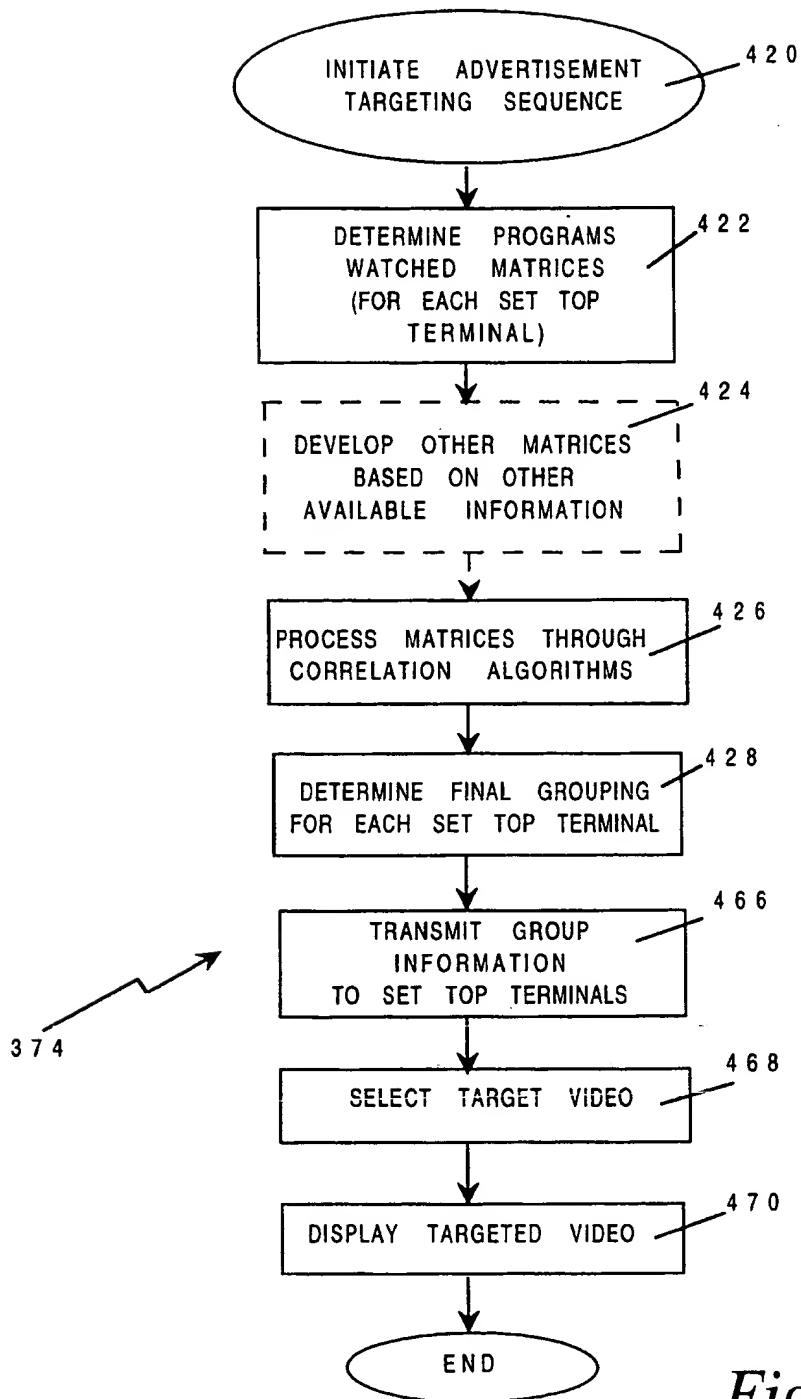 INITIATE ADVERTISEMENT
TARGETING SEQUENCE
420
DETERMINE PROGRAMS
WATCHED MATRICES
(FOR EACH SET TOP
TERMINAL)
422
DEVELOP OTHER MATRICES
BASED ON OTHER
AVAILABLE INFORMATION
424
PROCESS MATRICES THROUGH
CORRELATION ALGORITHMS
426
DETERMINE FINAL GROUPING
FOR EACH SET TOP TERMINAL
428
TRANSMIT GROUP
INFORMATION
TO SET TOP TERMINALS
466
374
SELECT TARGET VIDEO
468
DISPLAY TARGETED VIDEO
470
END
Fig